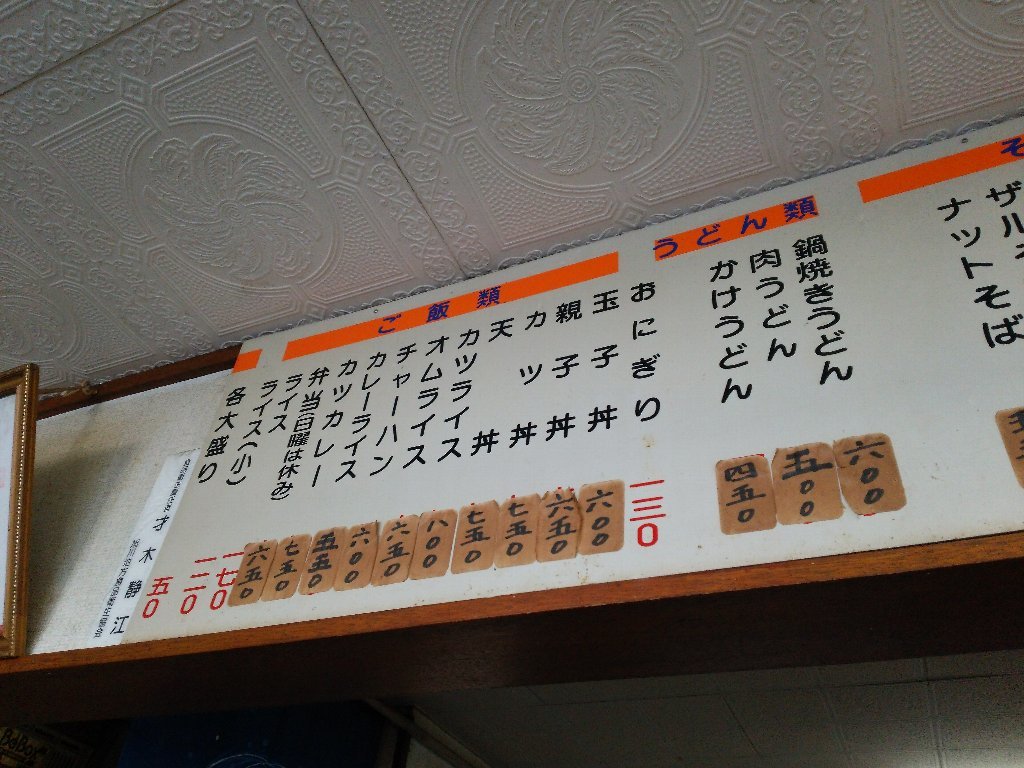 そ
ザル
ナットそば
うどん類
鍋焼きうどん 六〇〇
肉うどん 五〇〇
かけうどん 四五〇
ご飯類
おにぎり 一三〇
玉子丼 六〇〇
親子丼 六五〇
カツ丼 七五〇
天丼 七五〇
カツライス 八〇〇
オムライス 六五〇
チャーハン 六〇〇
カレーライス 五五〇
カツカレー 七五〇
弁当(日曜は休み) 六五〇
ライス 一七〇
ライス(小) 一二〇
各大盛り 五〇
才木静江